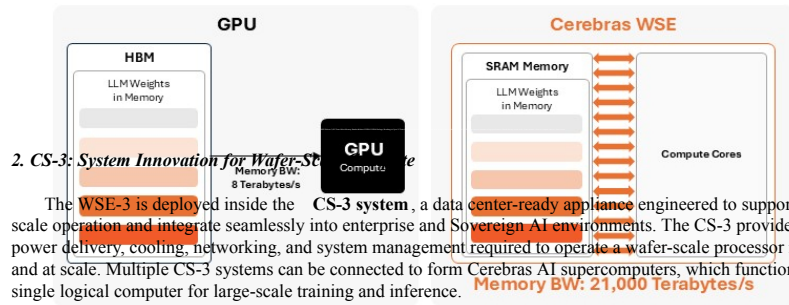 GPU
Cerebras WSE
HBM
LLM Weights
in Memory
SRAM Memory
LLM Weights
in Memory
GPU
Compute
Memory BW:
8 Terabytes/s
Compute Cores
2. CS-3: System Innovation for
The WSE-3 is deployed inside the CS-3 system, a data center-ready appliance engineered to suppor
scale operation and integrate seamlessly into enterprise and Sovereign AI environments. The CS-3 provide
power delivery, cooling, networking, and system management required to operate a wafer-scale processor
and at scale. Multiple CS-3 systems can be connected to form Cerebras AI supercomputers, which function
single logical computer for large-scale training and inference.
Memory BW: 21,000 Terabytes/s